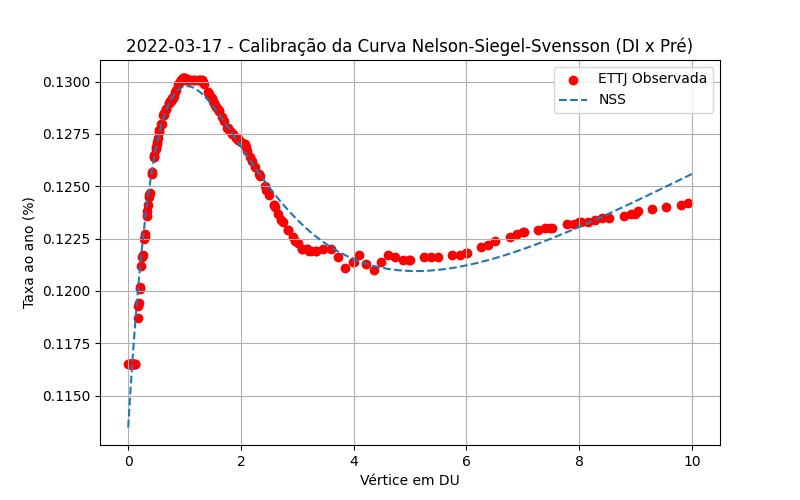 2022-03-17 - Calibração da Curva Nelson-Siegel-Svensson (DI x Pré)
ETTJ Observada
NSS
Taxa ao ano (%)
0.1300
0.1275
0.1250
0.1225
0.1200
0.1175
0.1150
0 2 4 6 8 10
Vértice em DU